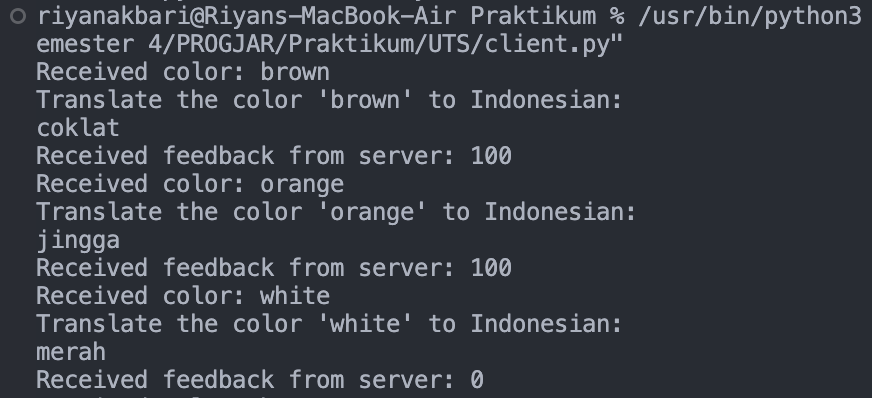 riyanakbari@Riyans-MacBook-Air Praktikum % /usr/bin/python3
emester 4/PROGJAR/Praktikum/UTS/client.py"
Received color: brown
Translate the color 'brown' to Indonesian:
coklat
Received feedback from server: 100
Received color: orange
Translate the color 'orange' to Indonesian:
jingga
Received feedback from server: 100
Received color: white
Translate the color 'white' to Indonesian:
merah
Received feedback from server: 0